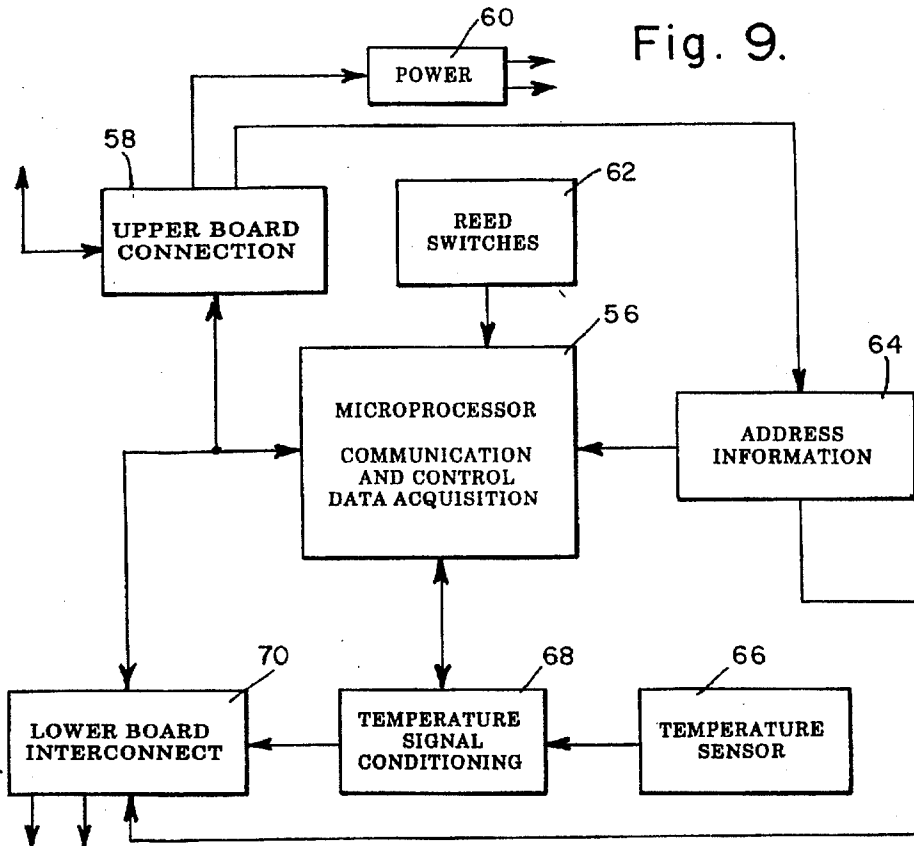 60
Fig. 9.
POWER
58
62
UPPER BOARD
CONNECTION
REED
SWITCHES
56
64
MICROPROCESSOR
COMMUNICATION
AND CONTROL
DATA ACQUISITION
ADDRESS
INFORMATION
70
68
66
LOWER BOARD
INTERCONNECT
TEMPERATURE
SIGNAL
CONDITIONING
TEMPERATURE
SENSOR